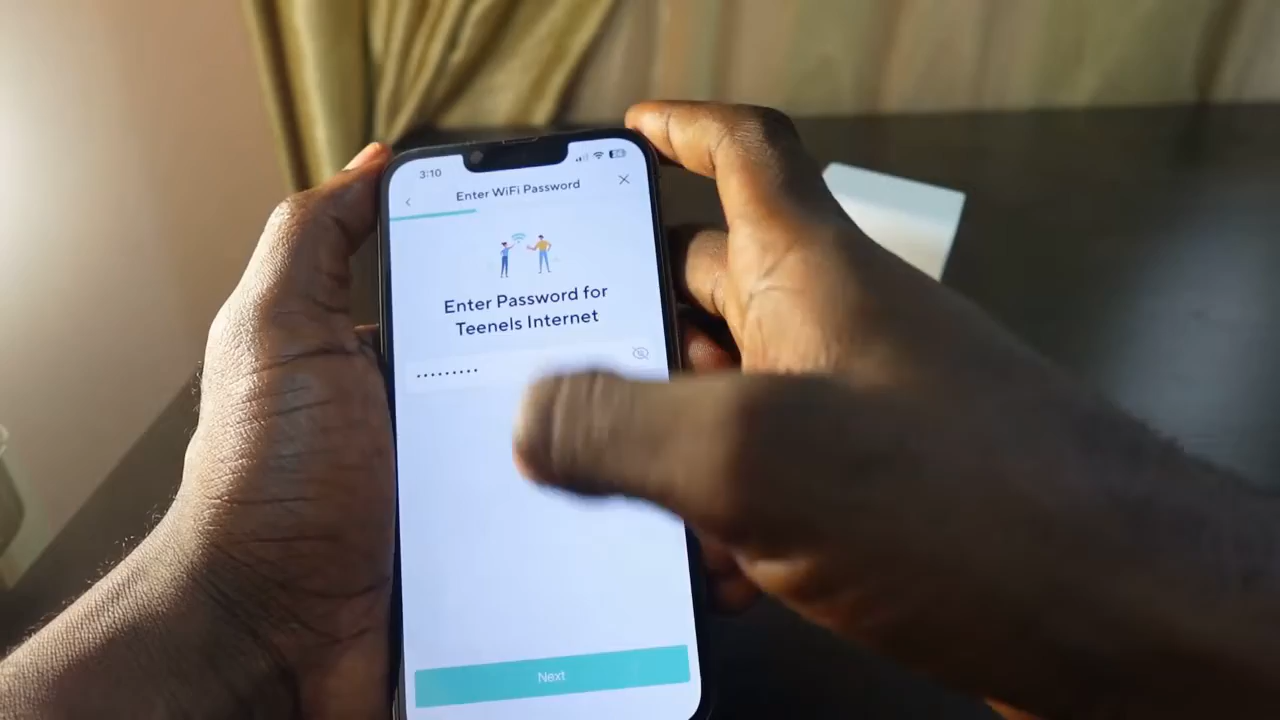 3:10
Enter WiFi Password
Enter Password for
Teenels Internet
•••••••••
Next